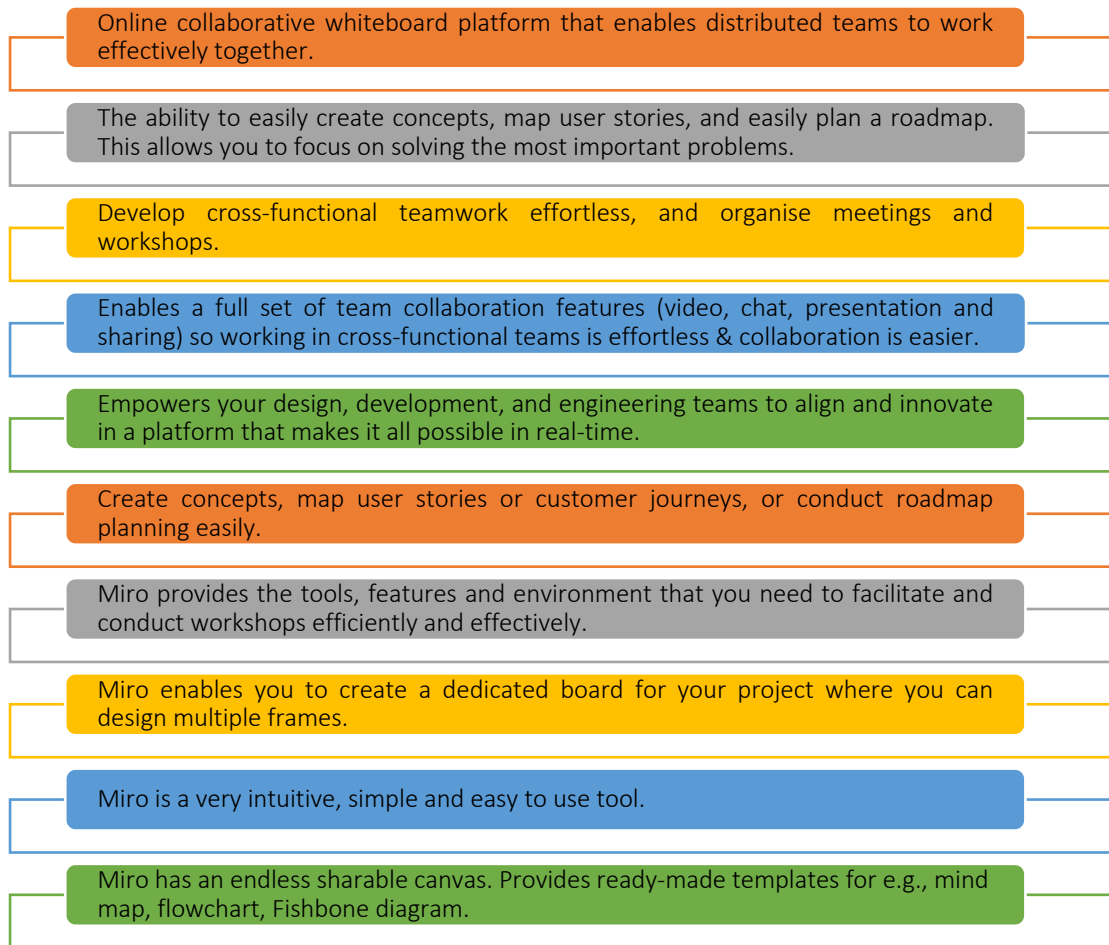 Online collaborative whiteboard platform that enables distributed teams to work
effectively together.
The ability to easily create concepts, map user stories, and easily plan a roadmap.
This allows you to focus on solving the most important problems.
Develop cross-functional teamwork effortless, and organise meetings and
workshops.
Enables a full set of team collaboration features (video, chat, presentation and
sharing) so working in cross-functional teams is effortless & collaboration is easier.
Empowers your design, development, and engineering teams to align and innovate
in a platform that makes it all possible in real-time.
Create concepts, map user stories or customer journeys, or conduct roadmap
planning easily.
Miro provides the tools, features and environment that you need to facilitate and
conduct workshops efficiently and effectively.
Miro enables you to create a dedicated board for your project where you can
design multiple frames.
Miro is a very intuitive, simple and easy to use tool.
Miro has an endless sharable canvas. Provides ready-made templates for e.g., mind
map, flowchart, Fishbone diagram.